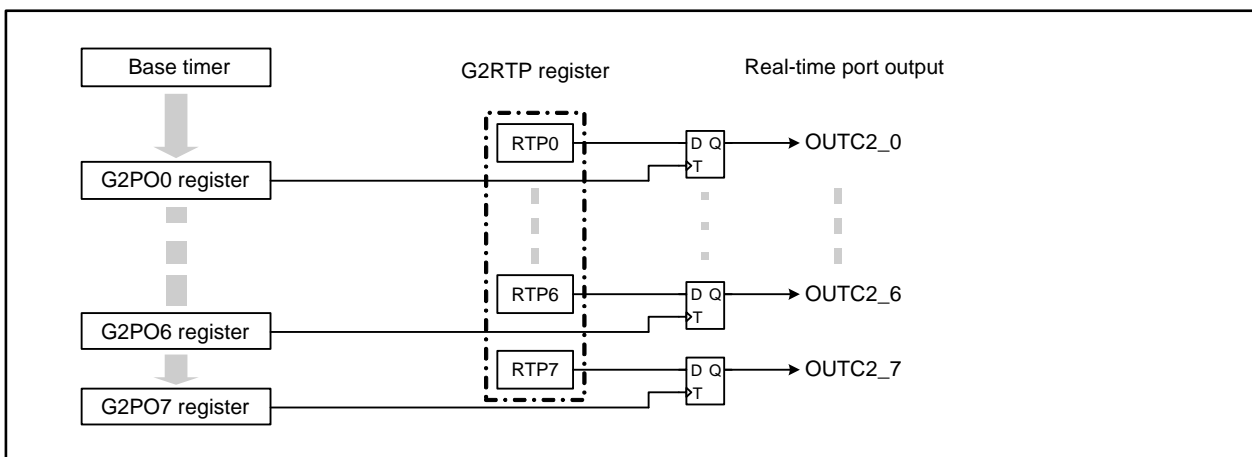 Base timer
G2RTP register
Real-time port output
RTP0
D Q
T
OUTC2_0
G2PO0 register
RTP6
D Q
T
OUTC2_6
G2PO6 register
RTP7
D Q
T
OUTC2_7
G2PO7 register